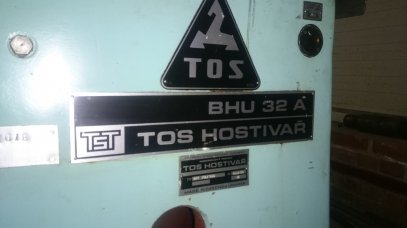 TOS
BHU 32 A
TST TOS HOSTIVAŘ
TOS HOSTIVAŘ